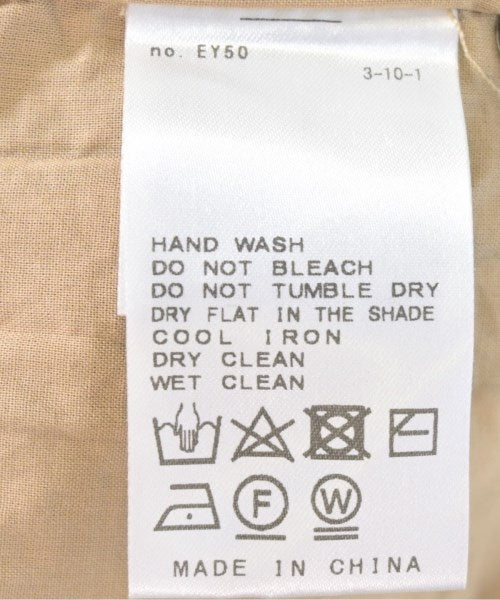 no. EY50
3-10-1
HAND WASH
DO NOT BLEACH
DO NOT TUMBLE DRY
DRY FLAT IN THE SHADE
COOL IRON
DRY CLEAN
WET CLEAN
F W
MADE IN CHINA